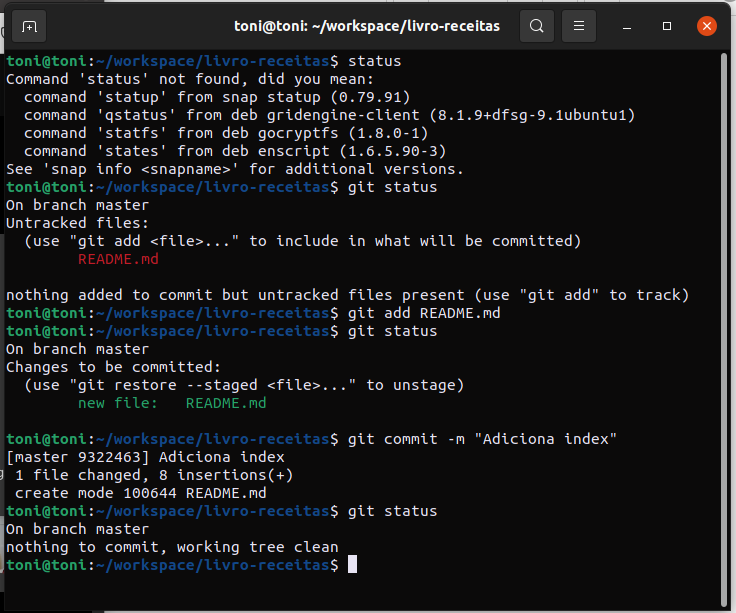 toni@toni: ~/workspace/livro-receitas
toni@toni:~/workspace/livro-receitas$ status
Command 'status' not found, did you mean:
  command 'statup' from snap statup (0.79.91)
  command 'qstatus' from deb gridengine-client (8.1.9+dfsg-9.1ubuntu1)
  command 'statfs' from deb gocryptfs (1.8.0-1)
  command 'states' from deb enscript (1.6.5.90-3)
See 'snap info <snapname>' for additional versions.
toni@toni:~/workspace/livro-receitas$ git status
On branch master
Untracked files:
  (use "git add <file>..." to include in what will be committed)
        README.md
nothing added to commit but untracked files present (use "git add" to track)
toni@toni:~/workspace/livro-receitas$ git add README.md
toni@toni:~/workspace/livro-receitas$ git status
On branch master
Changes to be committed:
  (use "git restore --staged <file>..." to unstage)
        new file:   README.md
toni@toni:~/workspace/livro-receitas$ git commit -m "Adiciona index"
[master 9322463] Adiciona index
 1 file changed, 8 insertions(+)
 create mode 100644 README.md
toni@toni:~/workspace/livro-receitas$ git status
On branch master
nothing to commit, working tree clean
toni@toni:~/workspace/livro-receitas$